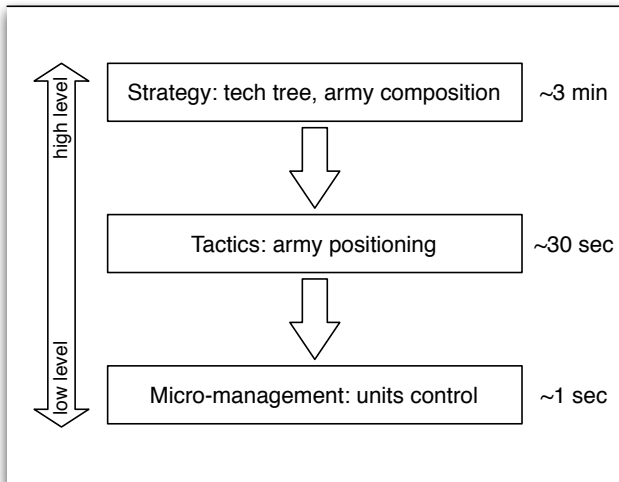 high level
Strategy: tech tree, army composition
~3 min
Tactics: army positioning
~30 sec
low level
Micro-management: units control
~1 sec